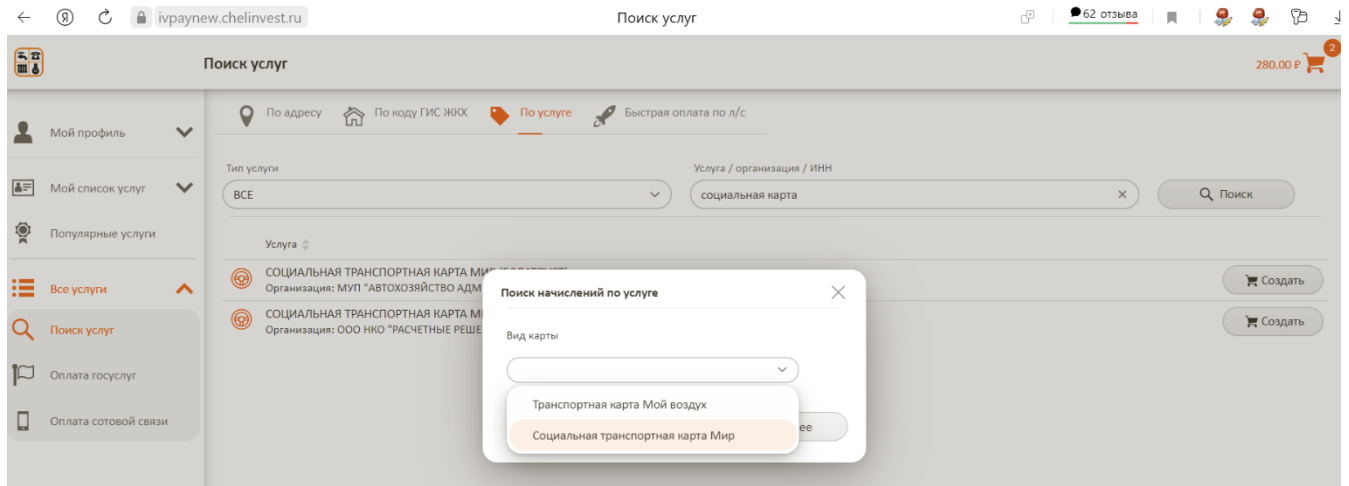 ivpaynew.chelinvest.ru
Поиск услуг
62 отзыва
Поиск услуг
280.00 ₽
2
Мой профиль
Мой список услуг
Популярные услуги
Все услуги
Поиск услуг
Оплата госуслуг
Оплата сотовой связи
По адресу
По коду ГИС ЖКХ
По услуге
Быстрая оплата по л/с
Тип услуги
ВСЕ
Услуга / организация / ИНН
социальная карта
Поиск
Услуга
СОЦИАЛЬНАЯ ТРАНСПОРТНАЯ КАРТА
Организация: МУП "АВТОХОЗЯЙСТВО АДМ
Создать
СОЦИАЛЬНАЯ ТРАНСПОРТНАЯ КАРТА
Организация: ООО НКО "РАСЧЕТНЫЕ РЕШЕ
Создать
Поиск начислений по услуге
Вид карты
Транспортная карта Мой воздух
Социальная транспортная карта Мир
ее